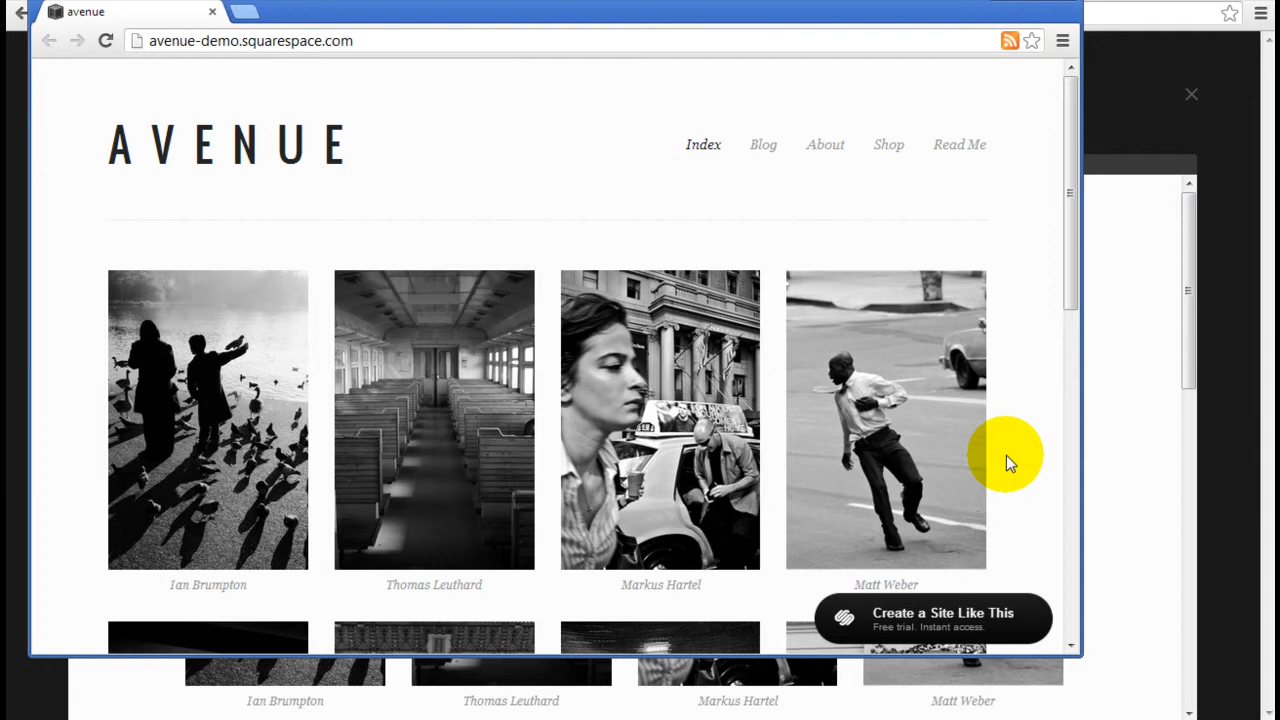 avenue
avenue-demo.squarespace.com
AVENUE
Index Blog About Shop Read Me
Ian Brumpton Thomas Leuthard Markus Hartel Matt Weber
Create a Site Like This
Free trial. Instant access.
Ian Brumpton Thomas Leuthard Markus Hartel Matt Weber